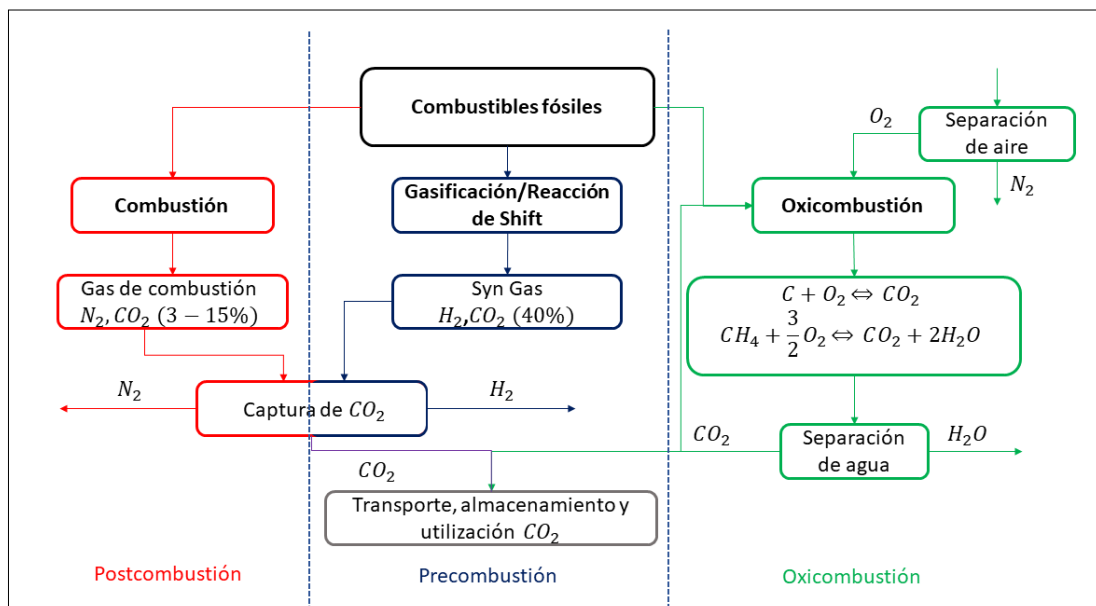 Combustibles fósiles
O₂
Separación
de aire
N₂
Combustión
Gasificación/Reacción
de Shift
Oxicombustión
Gas de combustión
N₂, CO₂ (3 − 15%)
Syn Gas
H₂,CO₂ (40%)
C + O₂ ⇔ CO₂
CH₄ + 3/2 O₂ ⇔ CO₂ + 2H₂O
N₂
Captura de CO₂
H₂
CO₂
Separación
de agua
H₂O
CO₂
Transporte, almacenamiento y
utilización CO₂
Postcombustión
Precombustión
Oxicombustión